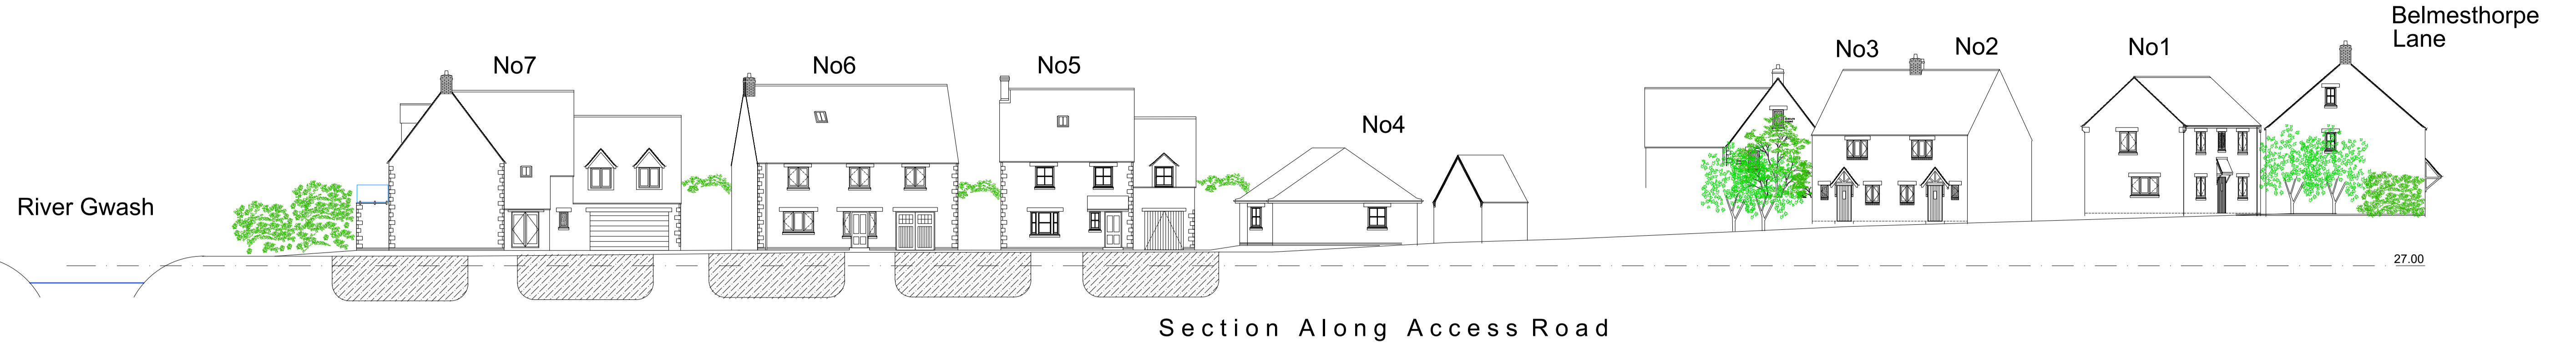 Belmesthorpe
Lane
No7
No6
No5
No4
No3
No2
No1
River Gwash
27.00
Section Along Access Road